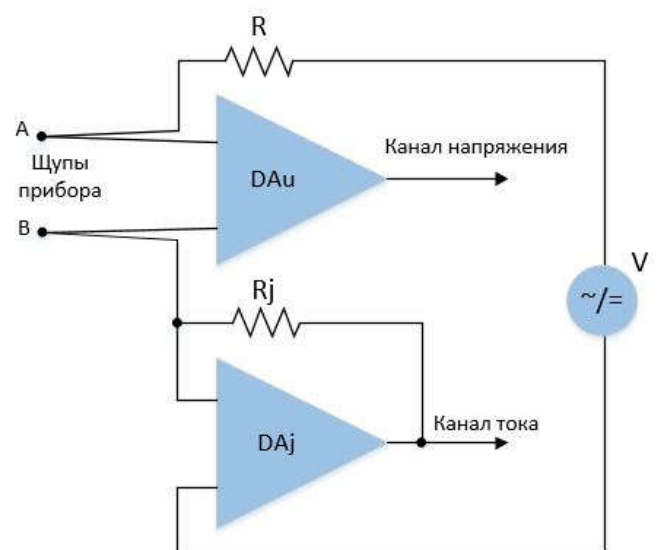 R
A
Щупы
прибора
B
DAu
Канал напряжения
V
~/=
Rj
DAj
Канал тока